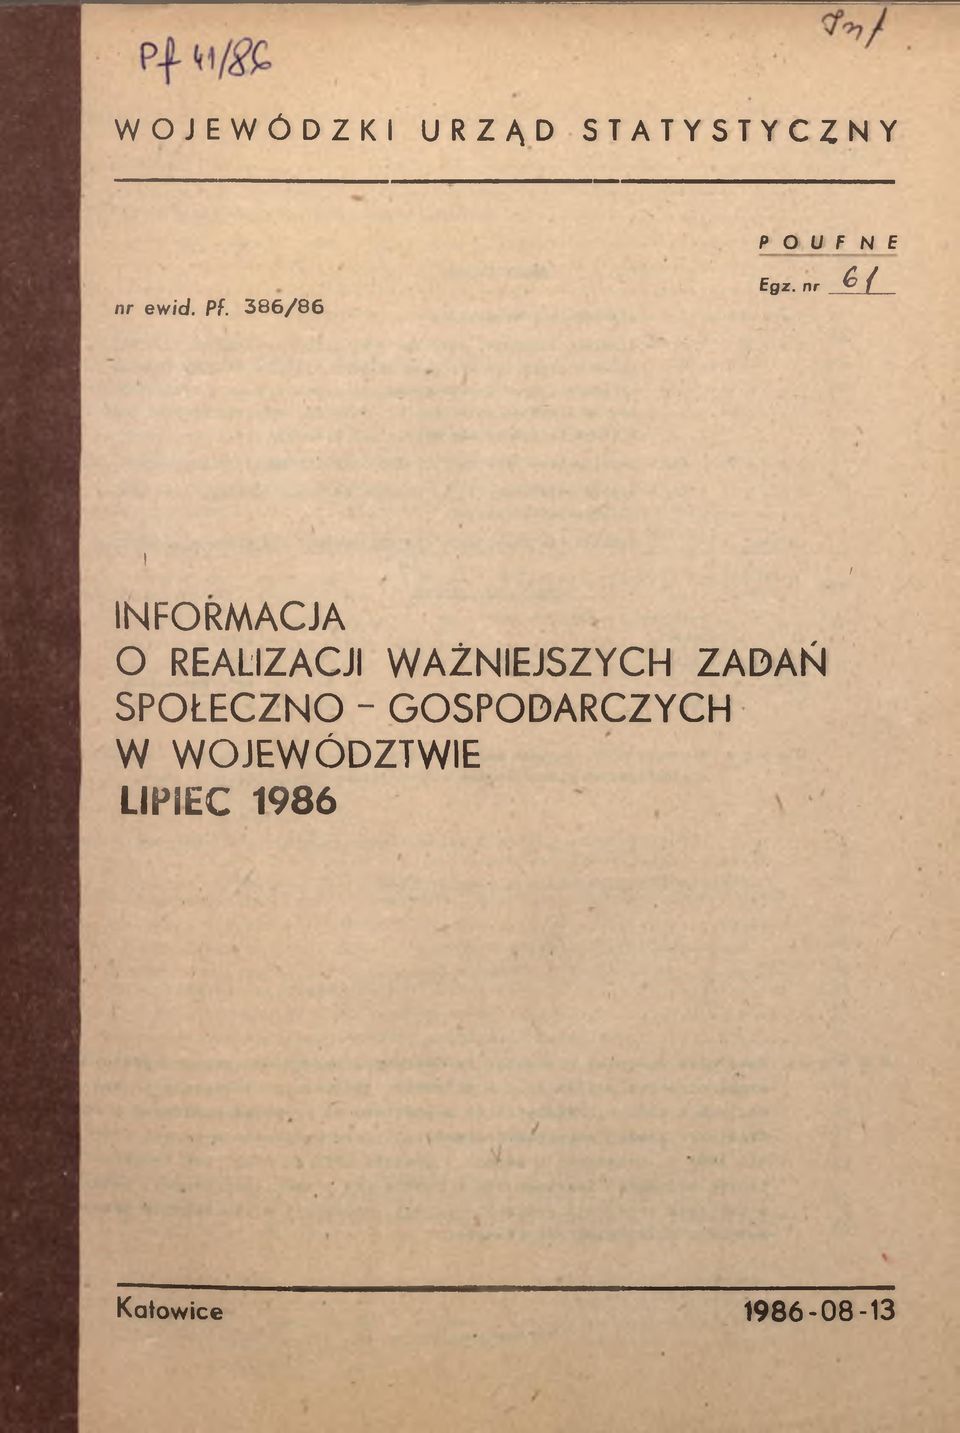 Pf 41/86
Inf.
WOJEWÓDZKI URZĄD STATYSTYCZNY
POUFNE
Egz. nr 61
nr ewid. Pf. 386/86
INFORMACJA
O REALIZACJI WAŻNIEJSZYCH ZADAŃ
SPOŁECZNO - GOSPODARCZYCH
W WOJEWÓDZTWIE
LIPIEC 1986
Katowice 1986-08-13